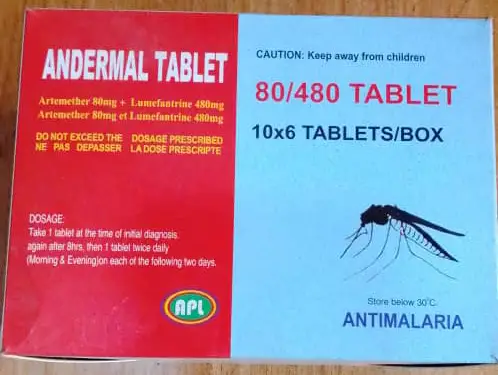 ANDERMAL TABLET
Artemether 80mg + Lumefantrine 480mg
Artemether 80mg et Lumefantrine 480mg
DO NOT EXCEED THE DOSAGE PRESCRIBED
NE PAS DEPASSER LA DOSE PRESCRIPTE
DOSAGE:
Take 1 tablet at the time of initial diagnosis,
again after 8hrs, then 1 tablet twice daily
(Morning & Evening)on each of the following two days.
APL
CAUTION: Keep away from children
80/480 TABLET
10x6 TABLETS/BOX
Store below 30°C.
ANTIMALARIA